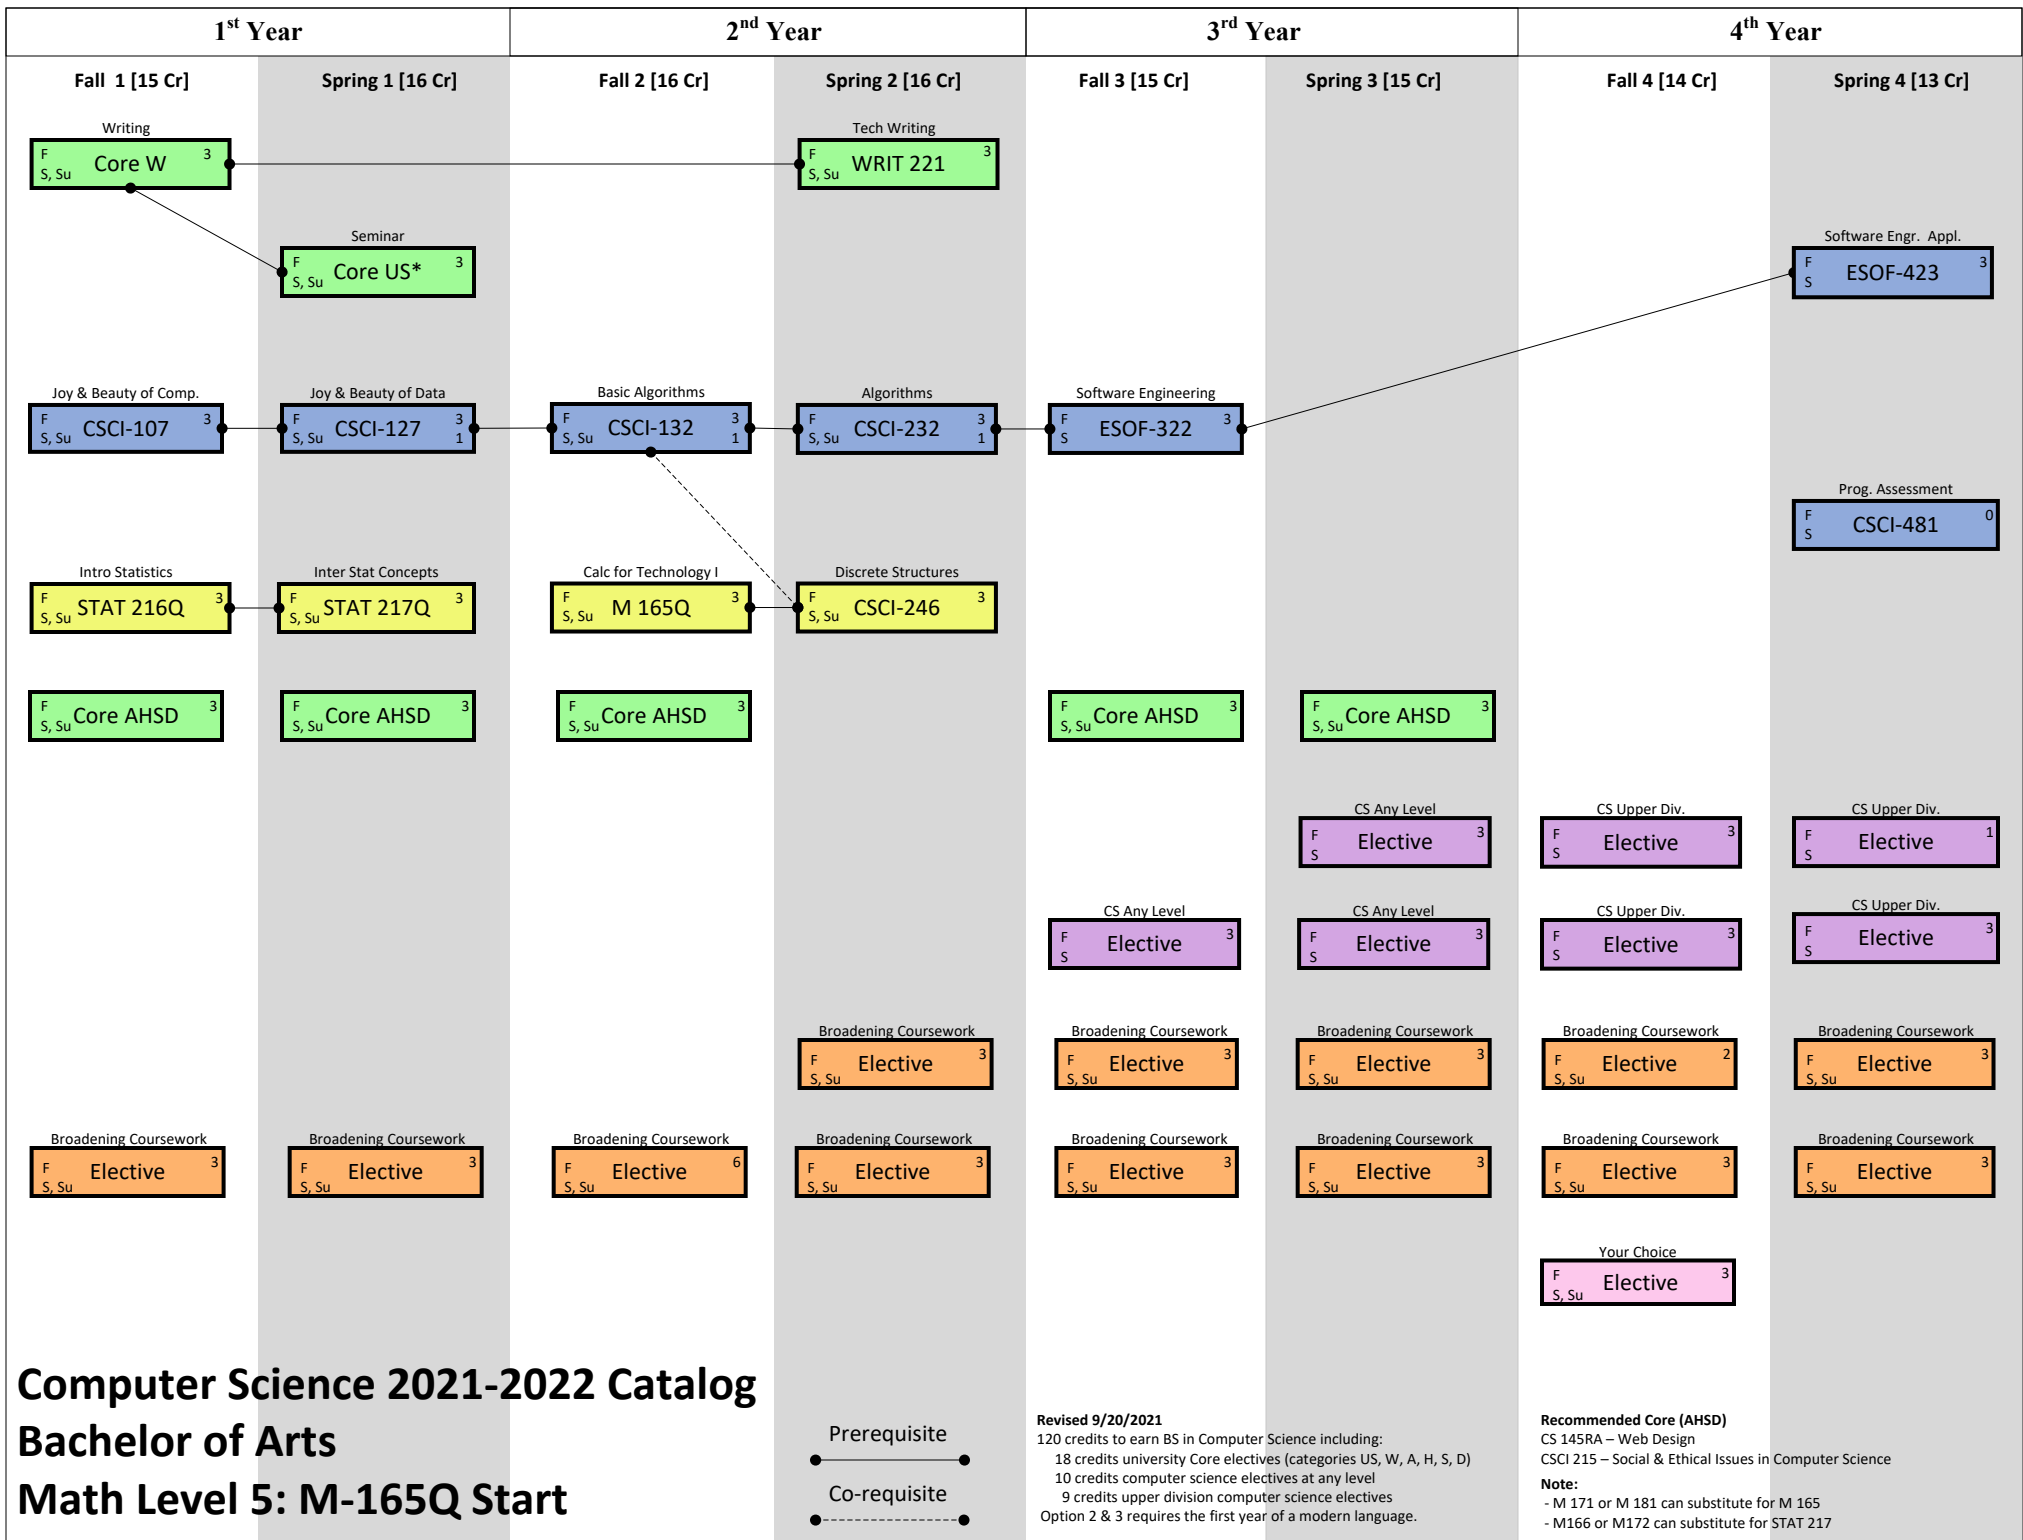 1st Year
2nd Year
3rd Year
4th Year
Fall 1 [15 Cr]
Spring 1 [16 Cr]
Fall 2 [16 Cr]
Spring 2 [16 Cr]
Fall 3 [15 Cr]
Spring 3 [15 Cr]
Fall 4 [14 Cr]
Spring 4 [13 Cr]
Writing
F
S, Su
Core W
3
Tech Writing
F
S, Su
WRIT 221
3
Seminar
F
S, Su
Core US*
3
Software Engr. Appl.
F
S
ESOF-423
3
Joy & Beauty of Comp.
F
S, Su
CSCI-107
3
Joy & Beauty of Data
F
S, Su
CSCI-127
3
1
Basic Algorithms
F
S, Su
CSCI-132
3
1
Algorithms
F
S, Su
CSCI-232
3
1
Software Engineering
F
S
ESOF-322
3
Prog. Assessment
F
S
CSCI-481
0
Intro Statistics
F
S, Su
STAT 216Q
3
Inter Stat Concepts
F
S, Su
STAT 217Q
3
Calc for Technology I
F
S, Su
M 165Q
3
Discrete Structures
F
S, Su
CSCI-246
3
F
S, Su
Core AHSD
3
F
S, Su
Core AHSD
3
F
S, Su
Core AHSD
3
F
S, Su
Core AHSD
3
F
S, Su
Core AHSD
3
CS Any Level
F
S
Elective
3
CS Upper Div.
F
S
Elective
3
CS Upper Div.
F
S
Elective
1
CS Any Level
F
S
Elective
3
CS Any Level
F
S
Elective
3
CS Upper Div.
F
S
Elective
3
CS Upper Div.
F
S
Elective
3
Broadening Coursework
F
S, Su
Elective
3
Broadening Coursework
F
S, Su
Elective
3
Broadening Coursework
F
S, Su
Elective
3
Broadening Coursework
F
S, Su
Elective
2
Broadening Coursework
F
S, Su
Elective
3
Broadening Coursework
F
S, Su
Elective
3
Broadening Coursework
F
S, Su
Elective
3
Broadening Coursework
F
S, Su
Elective
6
Broadening Coursework
F
S, Su
Elective
3
Broadening Coursework
F
S, Su
Elective
3
Broadening Coursework
F
S, Su
Elective
3
Broadening Coursework
F
S, Su
Elective
3
Broadening Coursework
F
S, Su
Elective
3
Your Choice
F
S, Su
Elective
3
Computer Science 2021-2022 Catalog
Bachelor of Arts
Math Level 5: M-165Q Start
Prerequisite
Co-requisite
Revised 9/20/2021
120 credits to earn BS in Computer Science including:
18 credits university Core electives (categories US, W, A, H, S, D)
10 credits computer science electives at any level
9 credits upper division computer science electives
Option 2 & 3 requires the first year of a modern language.
Recommended Core (AHSD)
CS 145RA – Web Design
CSCI 215 – Social & Ethical Issues in Computer Science
Note:
- M 171 or M 181 can substitute for M 165
- M166 or M172 can substitute for STAT 217